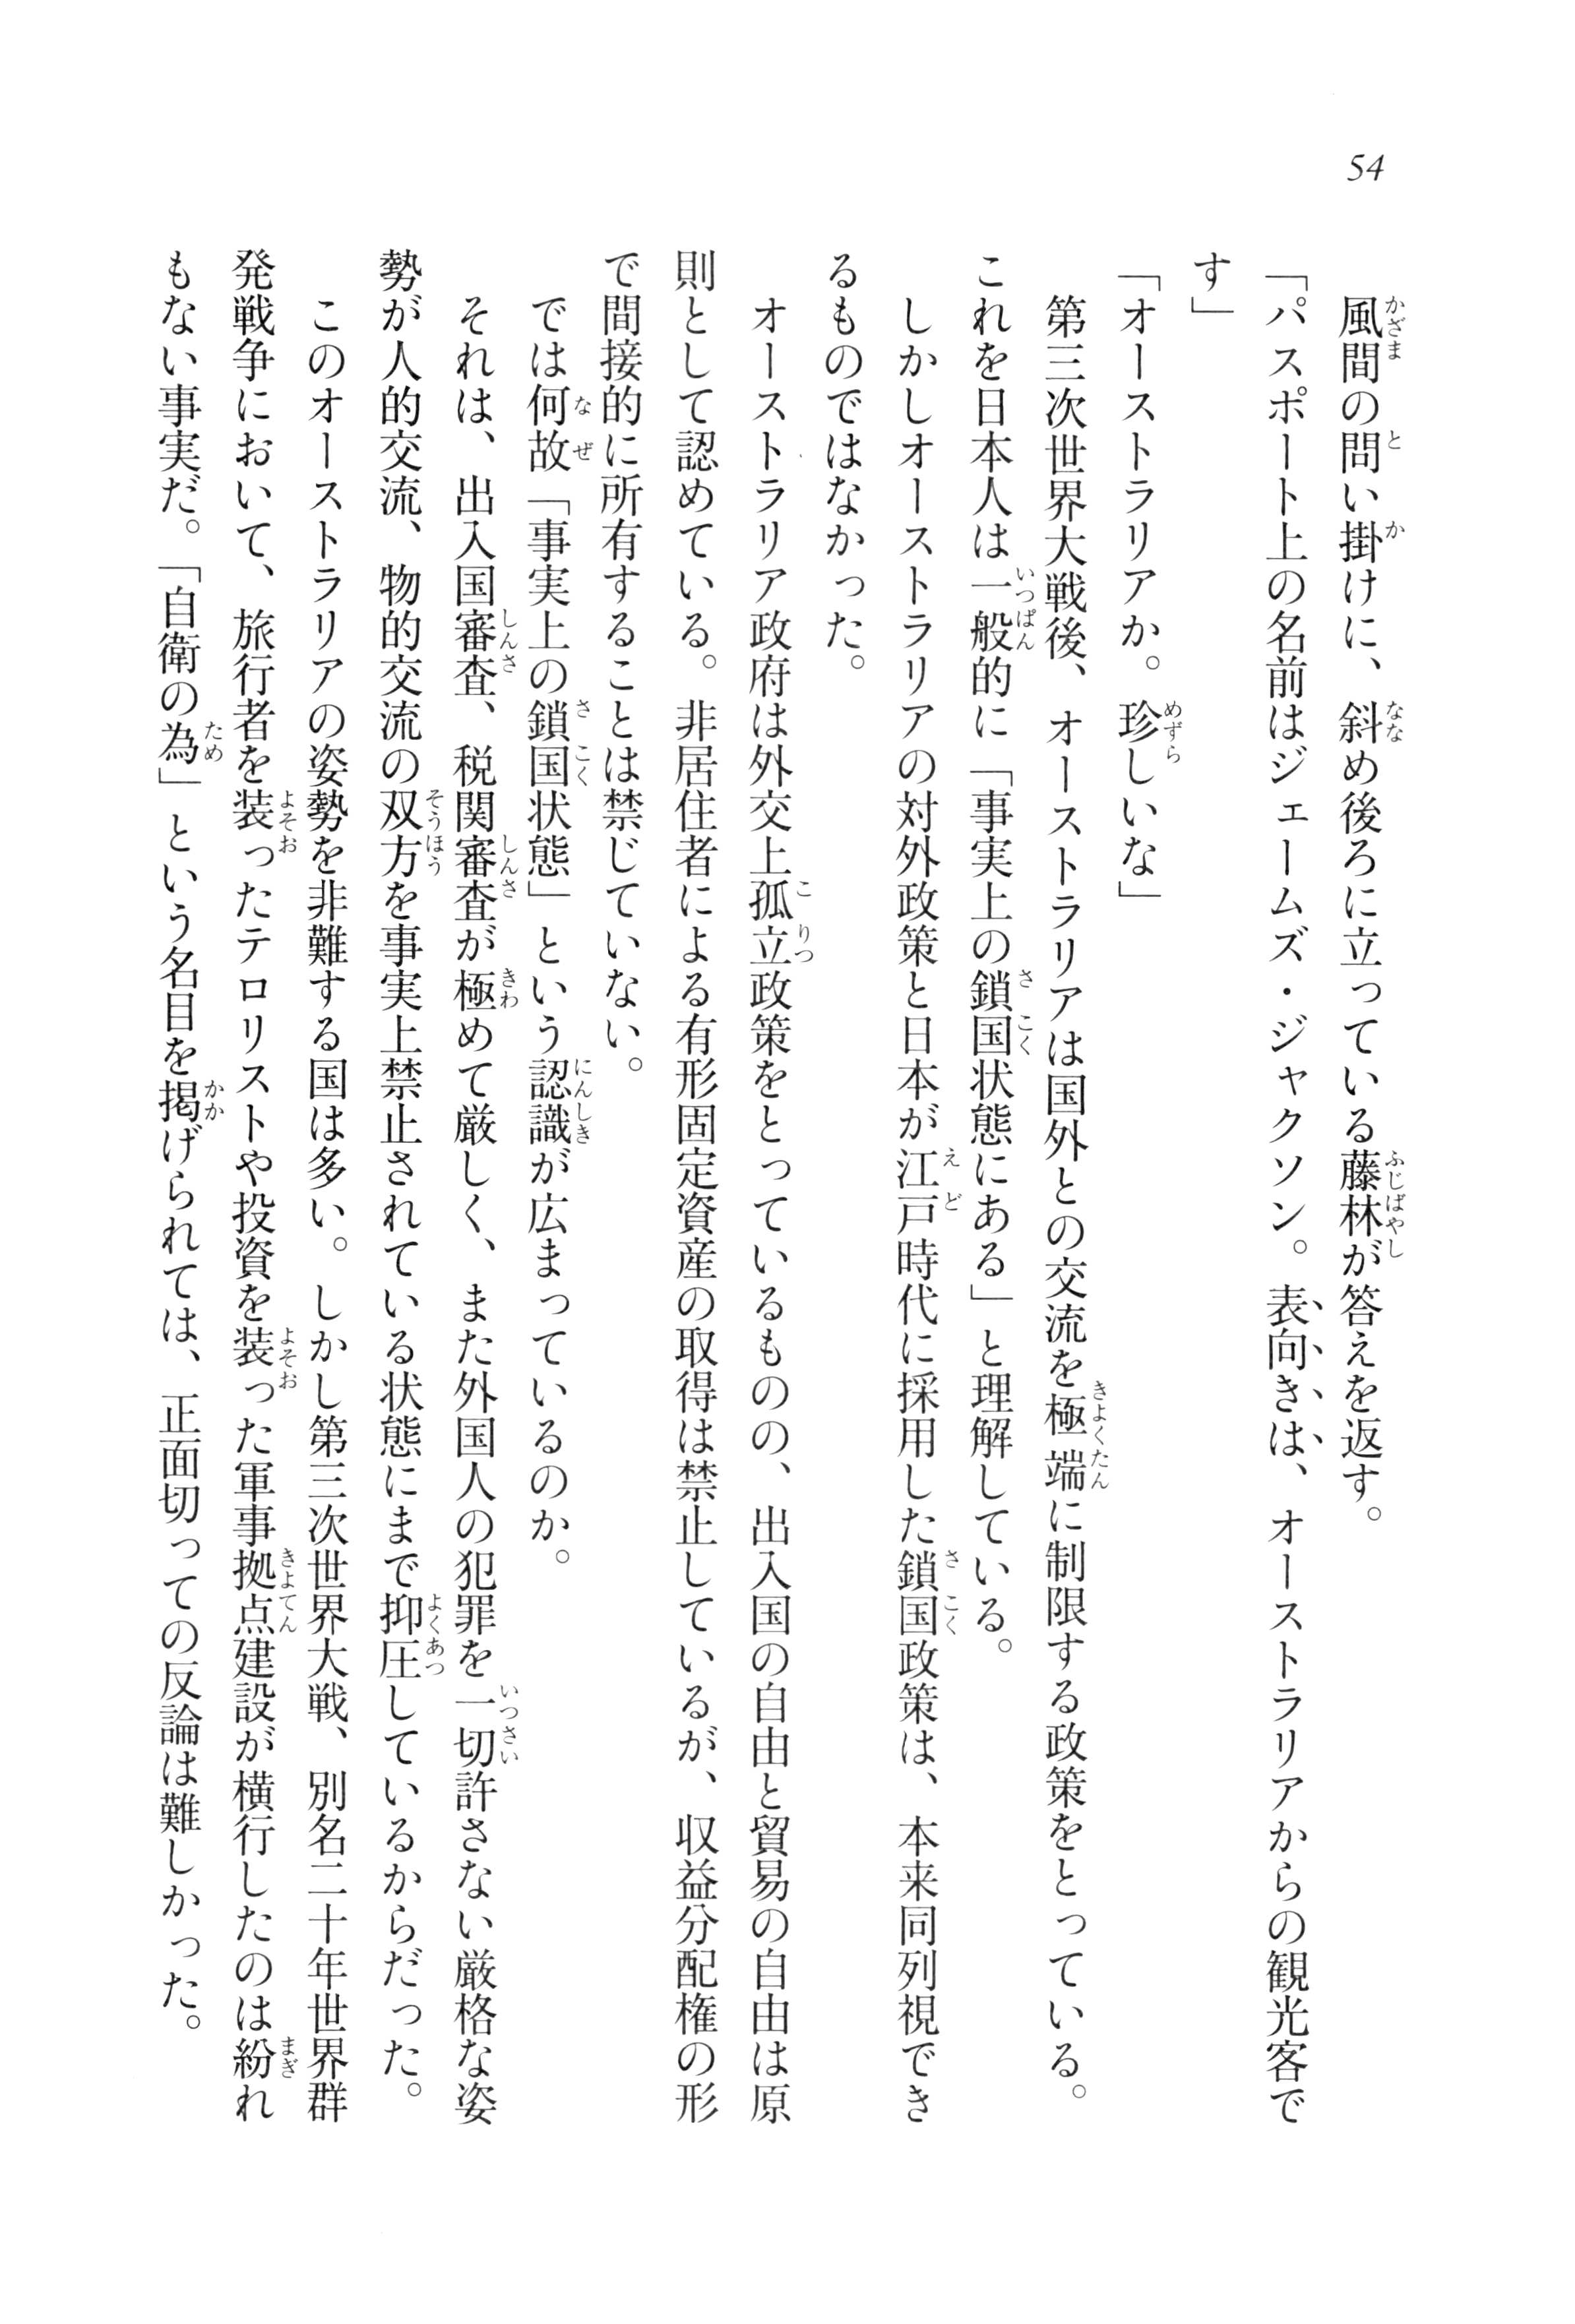 54
　風間の問い掛けに、斜め後ろに立っている藤林が答えを返す。
「パスポート上の名前はジェームズ・ジャクソン。表向きは、オーストラリアからの観光客で
す」
「オーストラリアか。珍しいな」
　第三次世界大戦後、オーストラリアは国外との交流を極端に制限する政策をとっている。
これを日本人は一般的に「事実上の鎖国状態にある」と理解している。
　しかしオーストラリアの対外政策と日本が江戸時代に採用した鎖国政策は、本来同列視でき
るものではなかった。
　オーストラリア政府は外交上孤立政策をとっているものの、出入国の自由と貿易の自由は原
則として認めている。非居住者による有形固定資産の取得は禁止しているが、収益分配権の形
で間接的に所有することは禁じていない。
　では何故「事実上の鎖国状態」という認識が広まっているのか。
　それは、出入国審査、税関審査が極めて厳しく、また外国人の犯罪を一切許さない厳格な姿
勢が人的交流、物的交流の双方を事実上禁止されている状態にまで抑圧しているからだった。
　このオーストラリアの姿勢を非難する国は多い。しかし第三次世界大戦、別名二十年世界群
発戦争において、旅行者を装ったテロリストや投資を装った軍事拠点建設が横行したのは紛れ
もない事実だ。「自衛の為」という名目を掲げられては、正面切っての反論は難しかった。